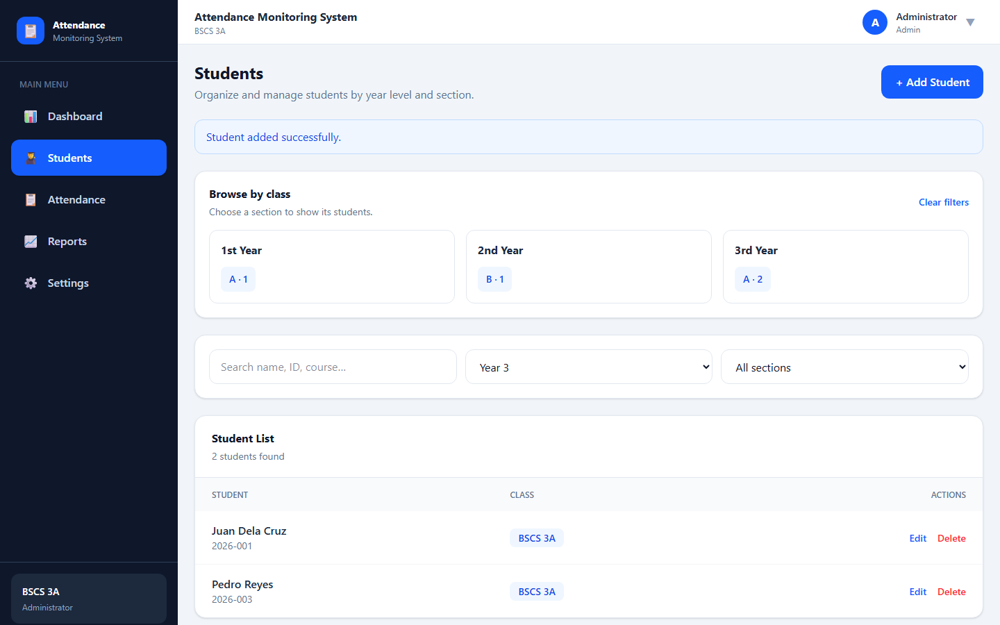 Attendance
Monitoring System
MAIN MENU
Dashboard
Students
Attendance
Reports
Settings
BSCS 3A
Administrator
Attendance Monitoring System
BSCS 3A
A
Administrator
Admin
Students
Organize and manage students by year level and section.
+ Add Student
Student added successfully.
Browse by class
Choose a section to show its students.
Clear filters
1st Year
A · 1
2nd Year
B · 1
3rd Year
A · 2
Search name, ID, course...
Year 3
All sections
Student List
2 students found
STUDENT CLASS ACTIONS
Juan Dela Cruz
2026-001
BSCS 3A
Edit Delete
Pedro Reyes
2026-003
BSCS 3A
Edit Delete